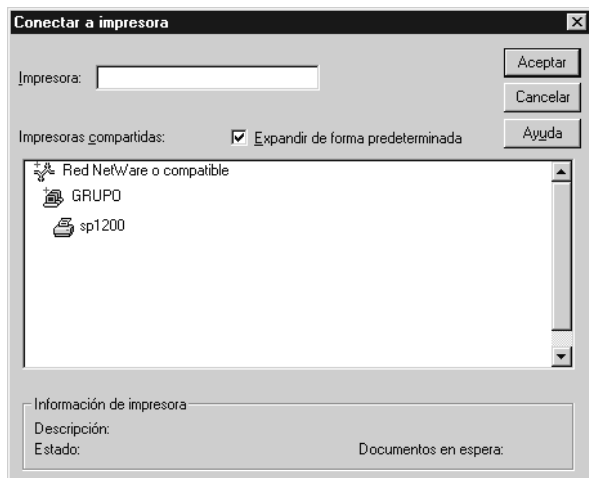 Conectar a impresora
Impresora:
Aceptar
Cancelar
Impresoras compartidas:
Expandir de forma predeterminada
Ayuda
Red NetWare o compatible
GRUPO
sp1200
Información de impresora
Descripción:
Estado:
Documentos en espera: